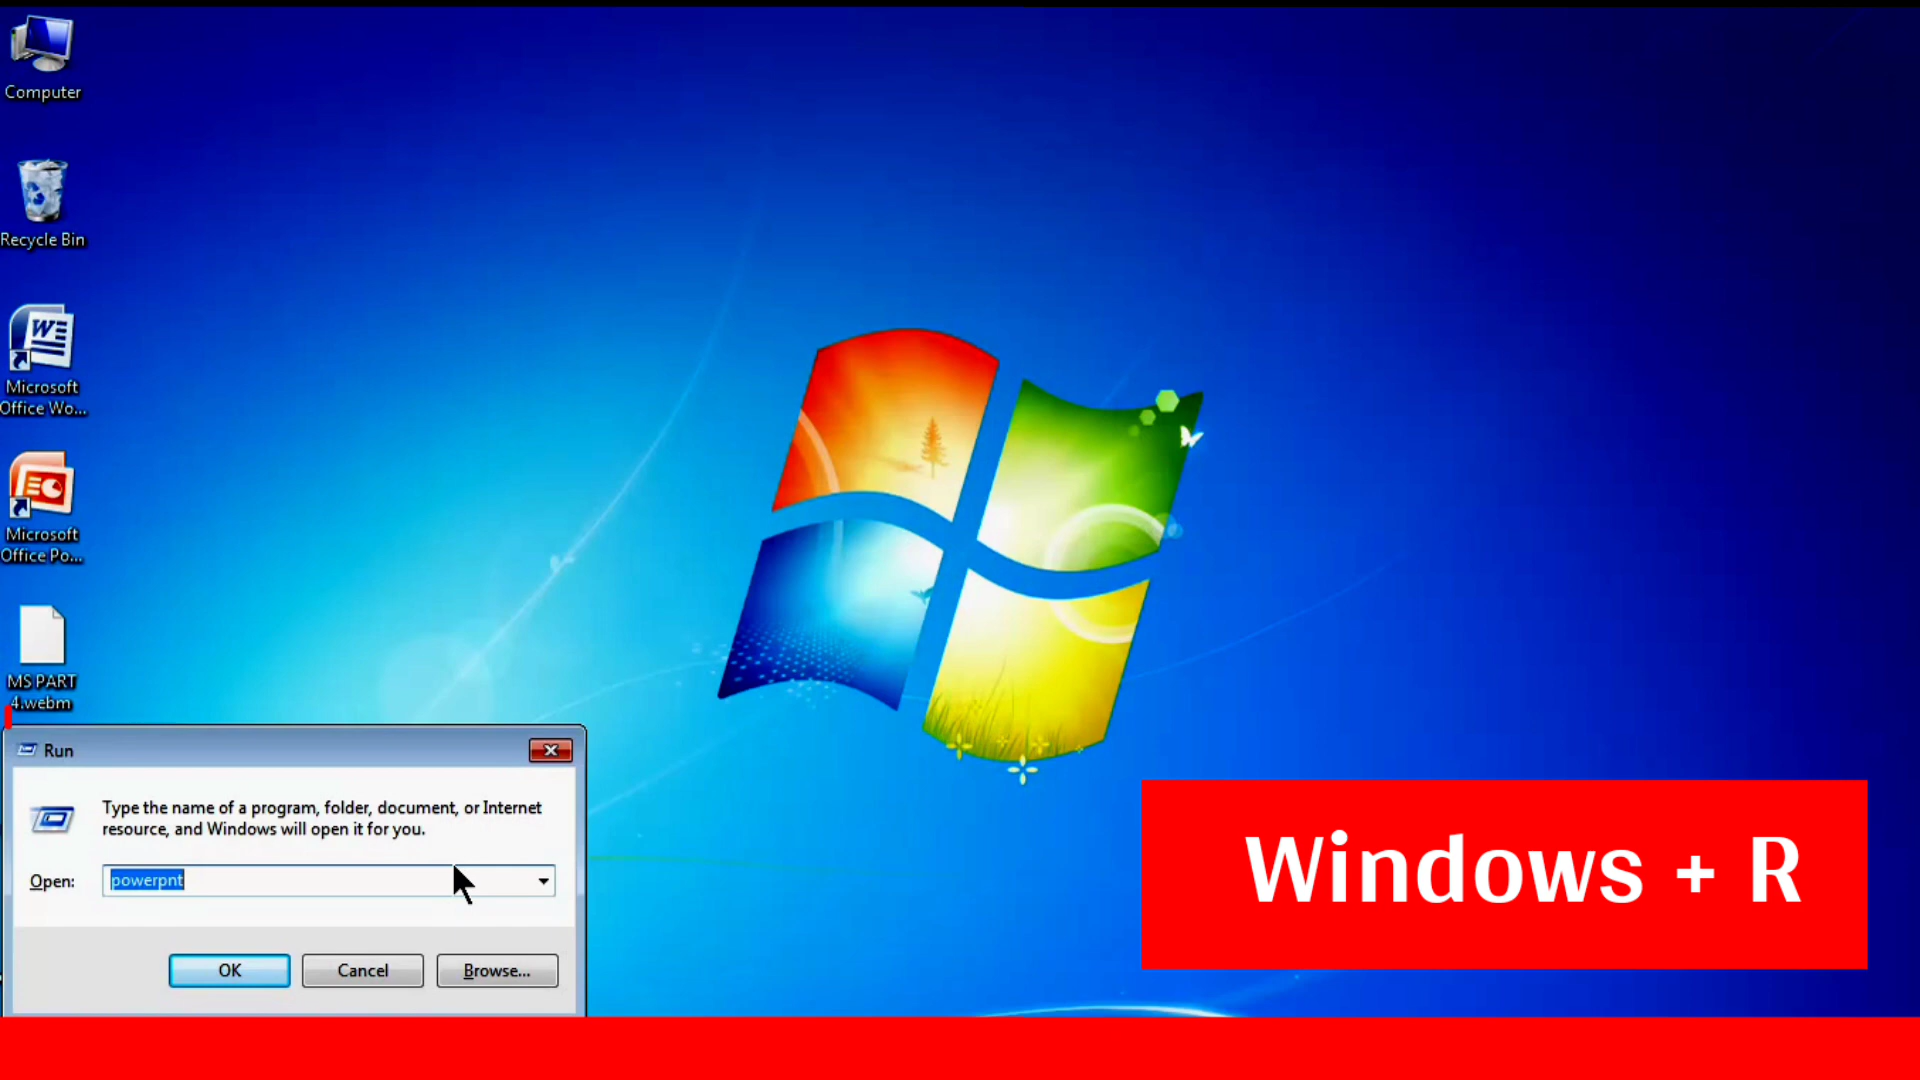 Computer
Recycle Bin
Microsoft
Office Wo...
Microsoft
Office Po...
MS PART
4.webm
Run
Type the name of a program, folder, document, or Internet
resource, and Windows will open it for you.
Open:
powerpnt
OK
Cancel
Browse...
Windows + R